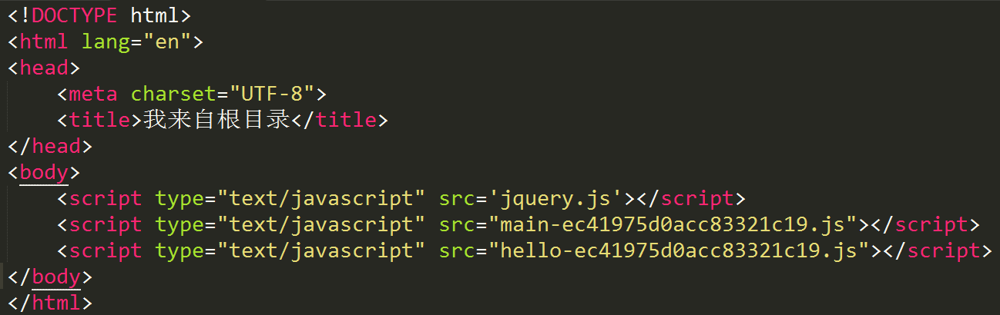 <!DOCTYPE html>
<html lang="en">
<head>
    <meta charset="UTF-8">
    <title>我来自根目录</title>
</head>
<body>
    <script type="text/javascript" src='jquery.js'></script>
    <script type="text/javascript" src="main-ec41975d0acc83321c19.js"></script>
    <script type="text/javascript" src="hello-ec41975d0acc83321c19.js"></script>
</body>
</html>